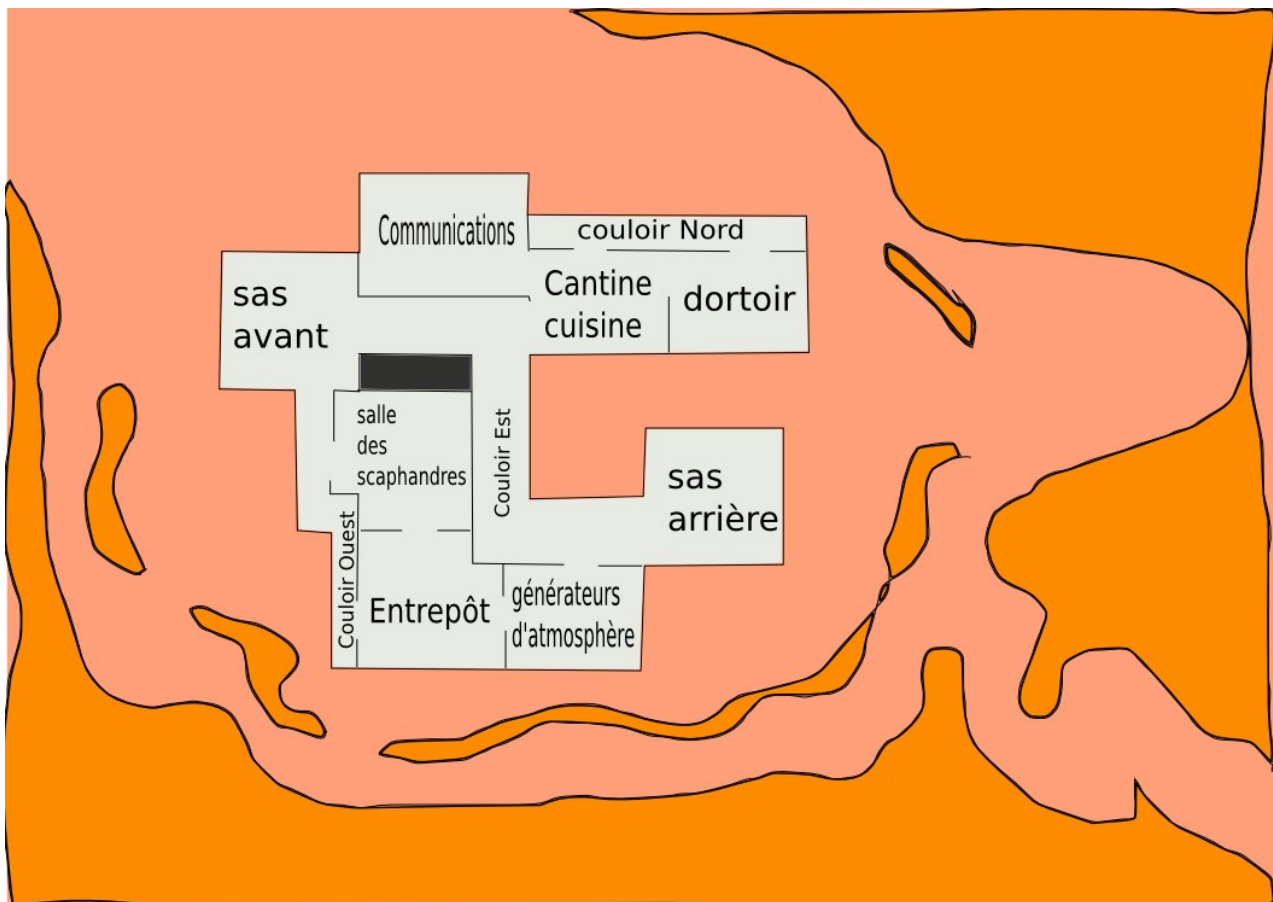 Communications
couloir Nord
sas
avant
Cantine
cuisine
dortoir
salle
des
scaphandres
Couloir Est
sas
arrière
Couloir Ouest
Entrepôt
générateurs
d'atmosphère